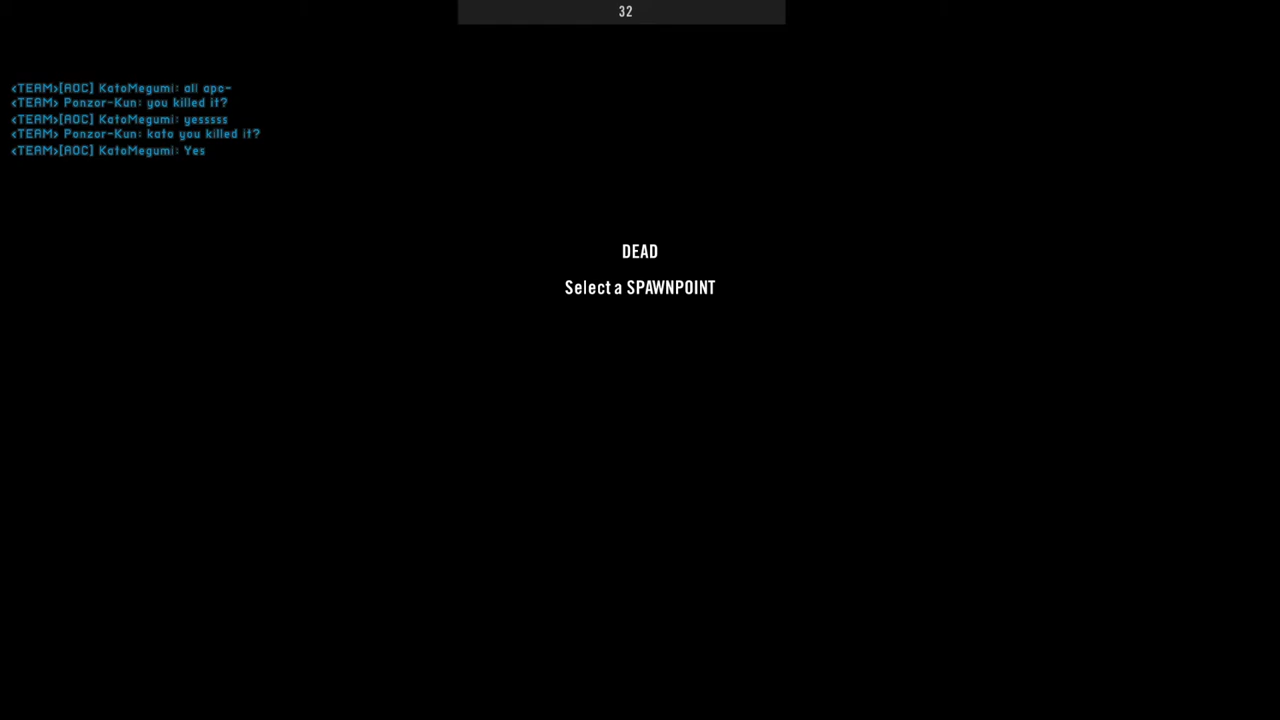 32
<TEAM>[AOC] KatoMegumi: all apc-
<TEAM> Ponzor-Kun: you killed it?
<TEAM>[AOC] KatoMegumi: yesssss
<TEAM> Ponzor-Kun: kato you killed it?
<TEAM>[AOC] KatoMegumi: Yes
DEAD
Select a SPAWNPOINT